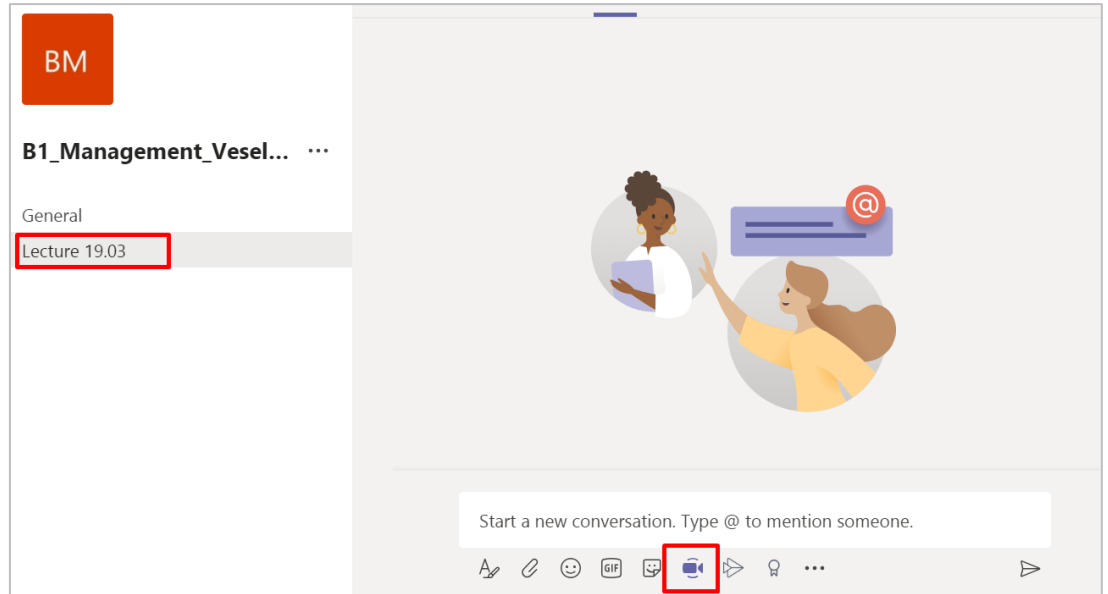 BM
B1_Management_Vesel... ...
General
Lecture 19.03
@
Start a new conversation. Type @ to mention someone.
GIF